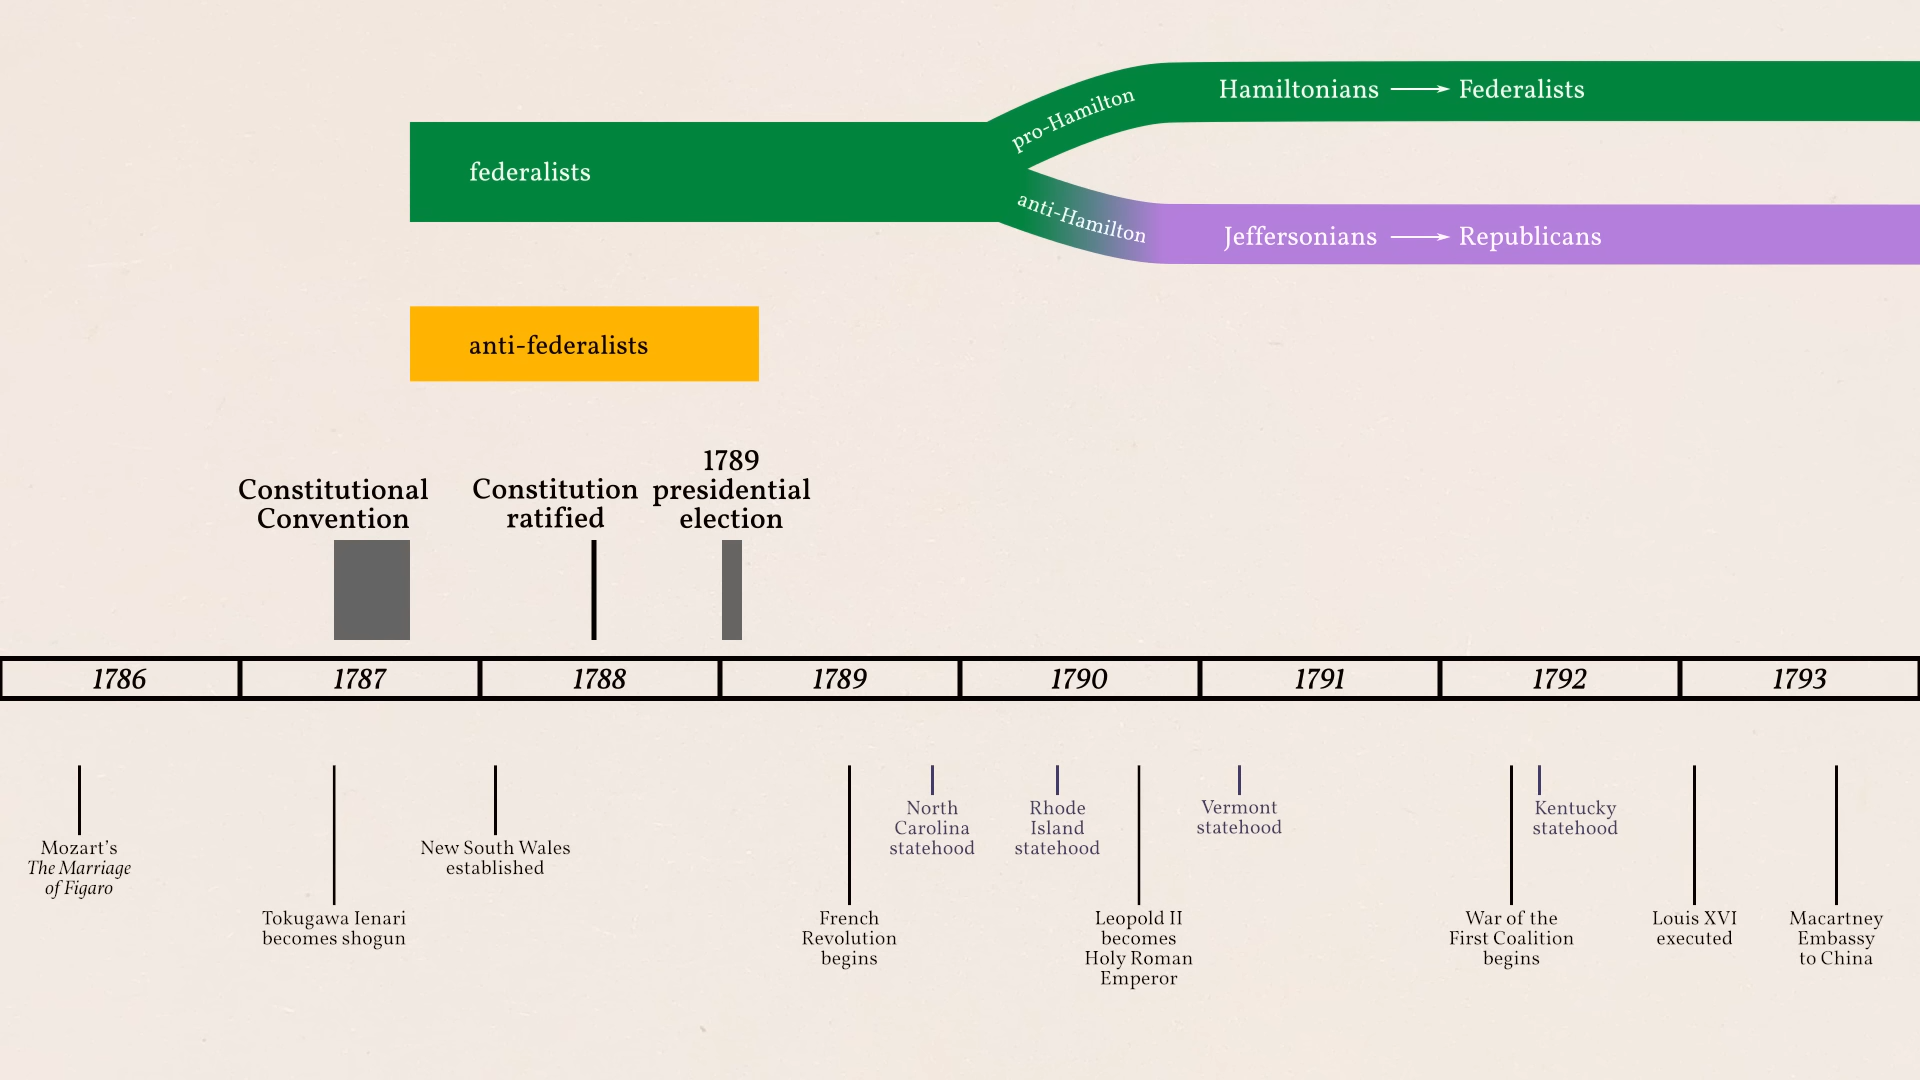 pro-Hamilton
Hamiltonians
Federalists
federalists
anti-Hamilton
Jeffersonians
Republicans
anti-federalists
Constitutional
Convention
Constitution
ratified
1789
presidential
election
1786
1787
1788
1789
1790
1791
1792
1793
Mozart’s
The Marriage
of Figaro
Tokugawa Ienari
becomes shogun
New South Wales
established
French
Revolution
begins
North
Carolina
statehood
Rhode
Island
statehood
Leopold II
becomes
Holy Roman
Emperor
Vermont
statehood
War of the
First Coalition
begins
Kentucky
statehood
Louis XVI
executed
Macartney
Embassy
to China